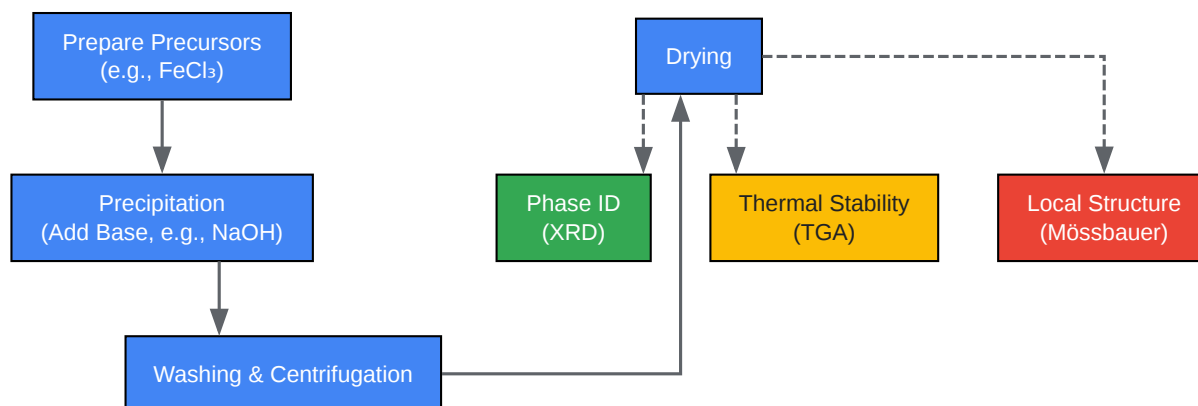 Prepare Precursors
(e.g., FeCl₃)
Precipitation
(Add Base, e.g., NaOH)
Washing & Centrifugation
Drying
Phase ID
(XRD)
Thermal Stability
(TGA)
Local Structure
(Mössbauer)